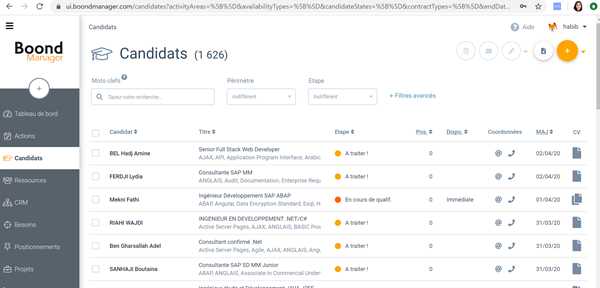 ui.boondmanager.com/candidates?activityAreas=%5B%5D&availabilityTypes=%5B%5D&candidateStates=%5B%5D&contractTypes=%5B%5D&endDat...
Candidats
Boond
Manager
Aide
habib
Candidats (1 626)
Mots clefs
Périmètre
Etape
Tapez votre recherche...
Indifférent
Indifférent
+ Filtres avancés
Tableau de bord
Actions
Candidats
Ressources
CRM
Besoins
Positionnements
Projets
Candidat Titre Etape Pos. Dispo. Coordonnées MAJ CV
BEL Hadj Amine
Senior Full Stack Web Developer
AJAX, API, Application Program Interface, Arabic
A traiter ! 0 02/04/20
FERDJI Lydia
Consultante SAP MM
ANGLAIS, Audit, Documentation, Enterprise Requ
A traiter ! 0 02/04/20
Mekni Fathi
Ingénieur Développement SAP ABAP
ABAP, Angular, Data Encryption Standard, Esql, H
En cours de qualif. 0 Immédiate 01/04/20
RIAHI WAJDI
INGENIEUR EN DEVELOPPEMENT .NET/C#
Active Server Pages, AJAX, ANGLAIS, BASIC Progr
A traiter ! 0 31/03/20
Ben Gharsallah Adel
Consultant confirmé .Net
Active Server Pages, Agile, AJAX, ANGLAIS, Ang
A traiter ! 0 31/03/20
SANHAJI Boutaina
Consultante SAP SD MM Junior
ABAP, ANGLAIS, Associate in Commercial Under
A traiter ! 0 31/03/20